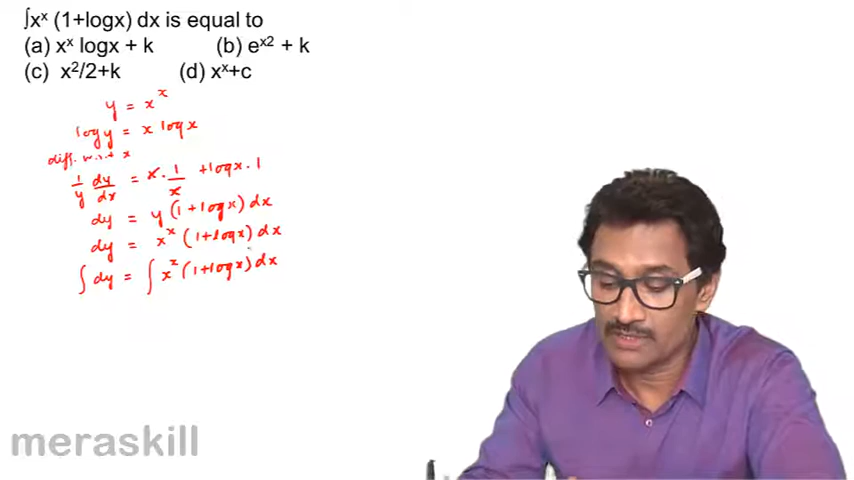 ∫xˣ (1+logx) dx is equal to
(a) xˣ logx + k (b) eˣ² + k
(c) x²/2+k (d) xˣ+c
y = xˣ
log y = x log x
diff. w.r.t x
1/y dy/dx = x · 1/x + log x · 1
dy = y (1 + log x) dx
dy = xˣ (1+log x) dx
∫ dy = ∫ xˣ (1+log x) dx
meraskill